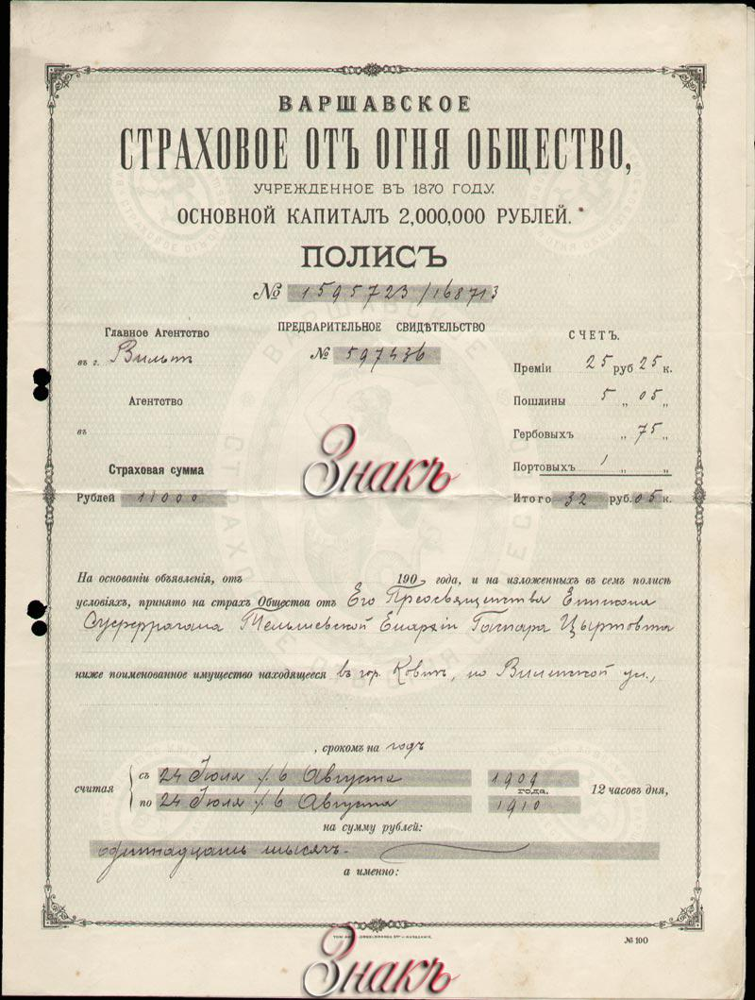 ВАРШАВСКОЕ
СТРАХОВОЕ ОТЪ ОГНЯ ОБЩЕСТВО,
УЧРЕЖДЕННОЕ ВЪ 1870 ГОДУ.
ОСНОВНОЙ КАПИТАЛЪ 2,000,000 РУБЛЕЙ.
ПОЛИСЪ
№ 1595723/168713
Главное Агентство
въ г. Вильнѣ
Агентство
въ
Страховая сумма
Рублей 11000
ПРЕДВАРИТЕЛЬНОЕ СВИДѢТЕЛЬСТВО
№ 597436
СЧЕТЪ.
Преміи 25 руб 25 к.
Пошлины 5 „ 05 „
Гербовыхъ „ 75 „
Портовыхъ 1 „ „
Итого 32 руб. 05 к.
Знакъ
На основаніи объявленія, отъ 190 года, и на изложенныхъ въ семъ полисѣ
условіяхъ, принято на страхъ Общества отъ Его Преосвященства Епископа
Суффрагана Тельшевской Епархіи Гаспара Цыртовта
ниже поименованное имущество находящееся въ гор. Ковнѣ, по Виленской ул.,
, срокомъ на годъ
считая
съ 24 Іюля / 6 Августа 1909
года. 12 часовъ дня,
по 24 Іюля / 6 Августа 1910
на сумму рублей:
одиннадцать тысячъ.
а именно:
№ 100
Знакъ